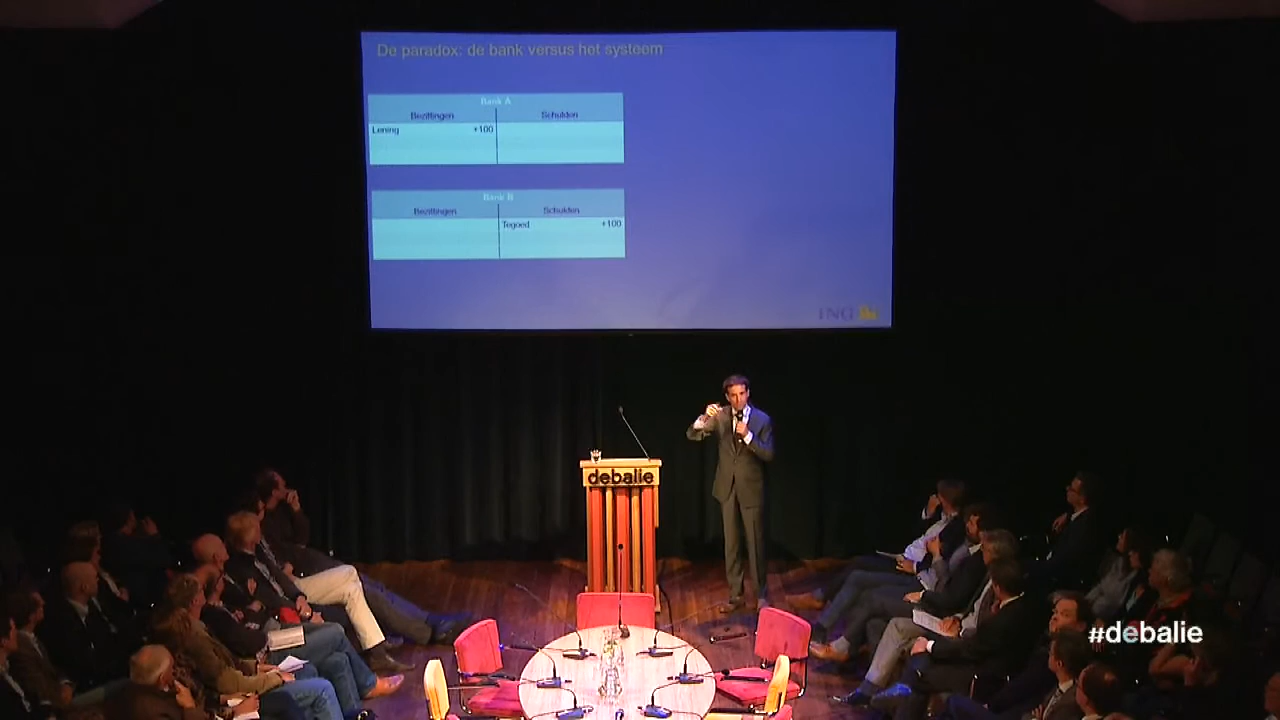 De paradox: de bank versus het systeem
Bank A
Bezittingen Schulden
Lening +100
Bank B
Bezittingen Schulden
Tegoed +100
ING
debalie
#debalie